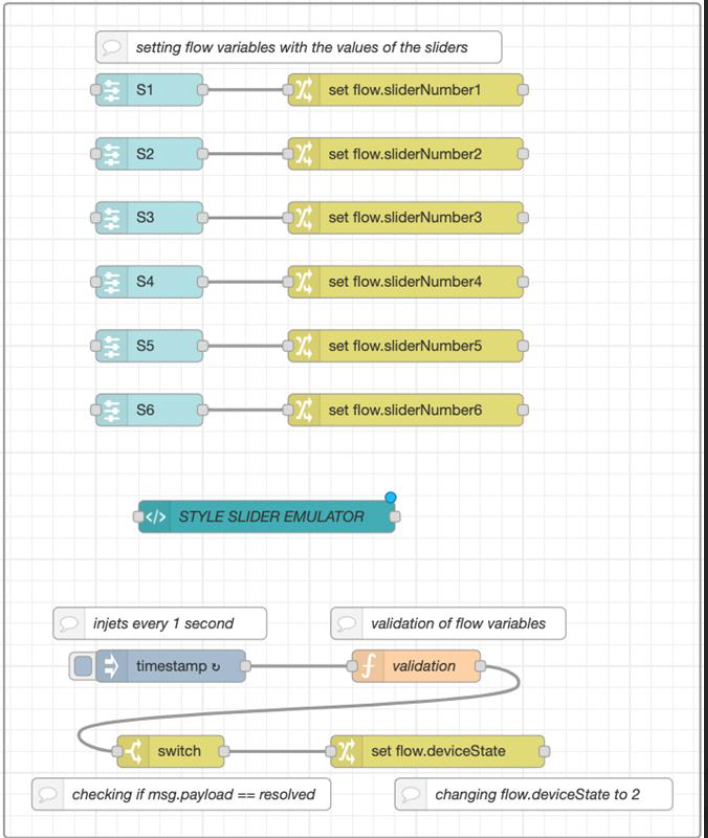 setting flow variables with the values of the sliders
S1 set flow.sliderNumber1
S2 set flow.sliderNumber2
S3 set flow.sliderNumber3
S4 set flow.sliderNumber4
S5 set flow.sliderNumber5
S6 set flow.sliderNumber6
</> STYLE SLIDER EMULATOR
injets every 1 second validation of flow variables
timestamp ↻ f validation
switch set flow.deviceState
checking if msg.payload == resolved changing flow.deviceState to 2